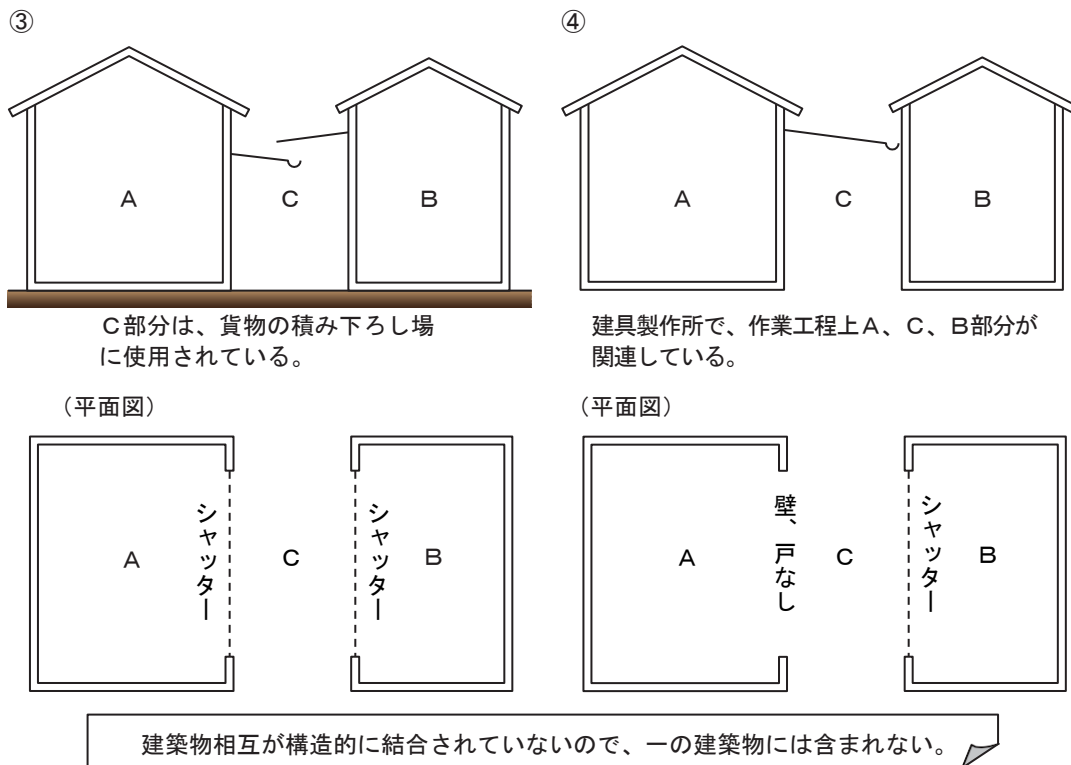 ③
A
C
B
C部分は、貨物の積み下ろし場
に使用されている。
（平面図）
A
シャッター
C
シャッター
B
④
A
C
B
建具製作所で、作業工程上A、C、B部分が
関連している。
（平面図）
A
壁、戸なし
C
シャッター
B
建築物相互が構造的に結合されていないので、一の建築物には含まれない。